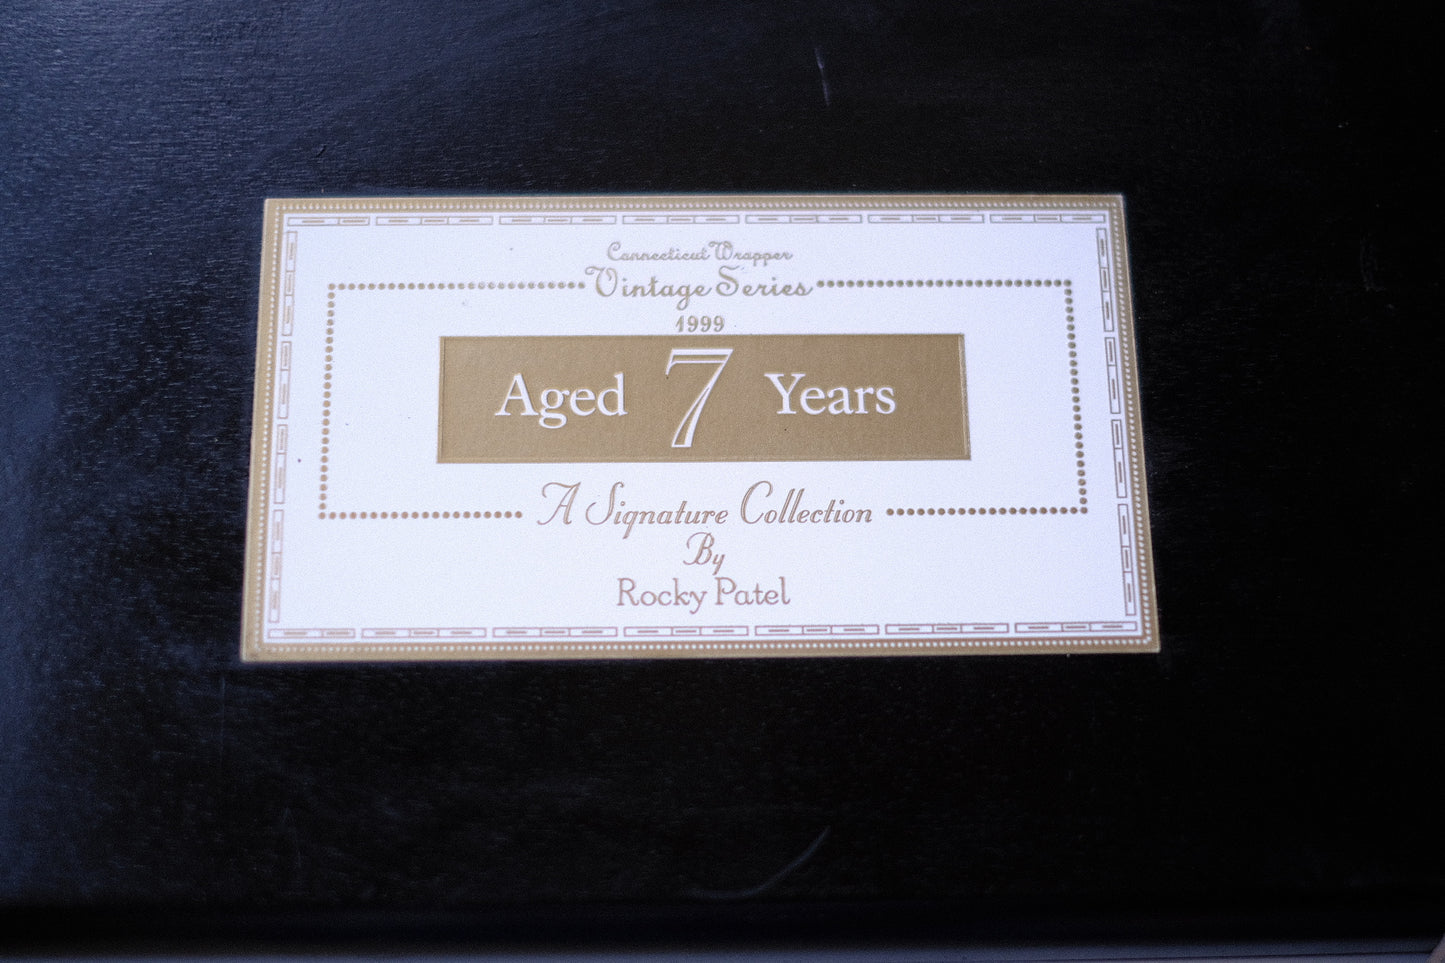 Connecticut Wrapper
Vintage Series
1999
Aged 7 Years
A Signature Collection
By
Rocky Patel